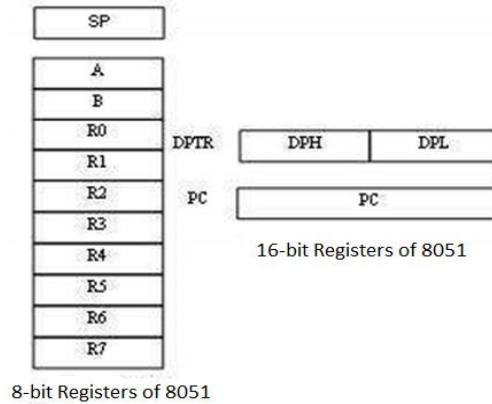 SP
A
B
R0
R1
R2
R3
R4
R5
R6
R7
8-bit Registers of 8051
DPTR DPH DPL
PC PC
16-bit Registers of 8051